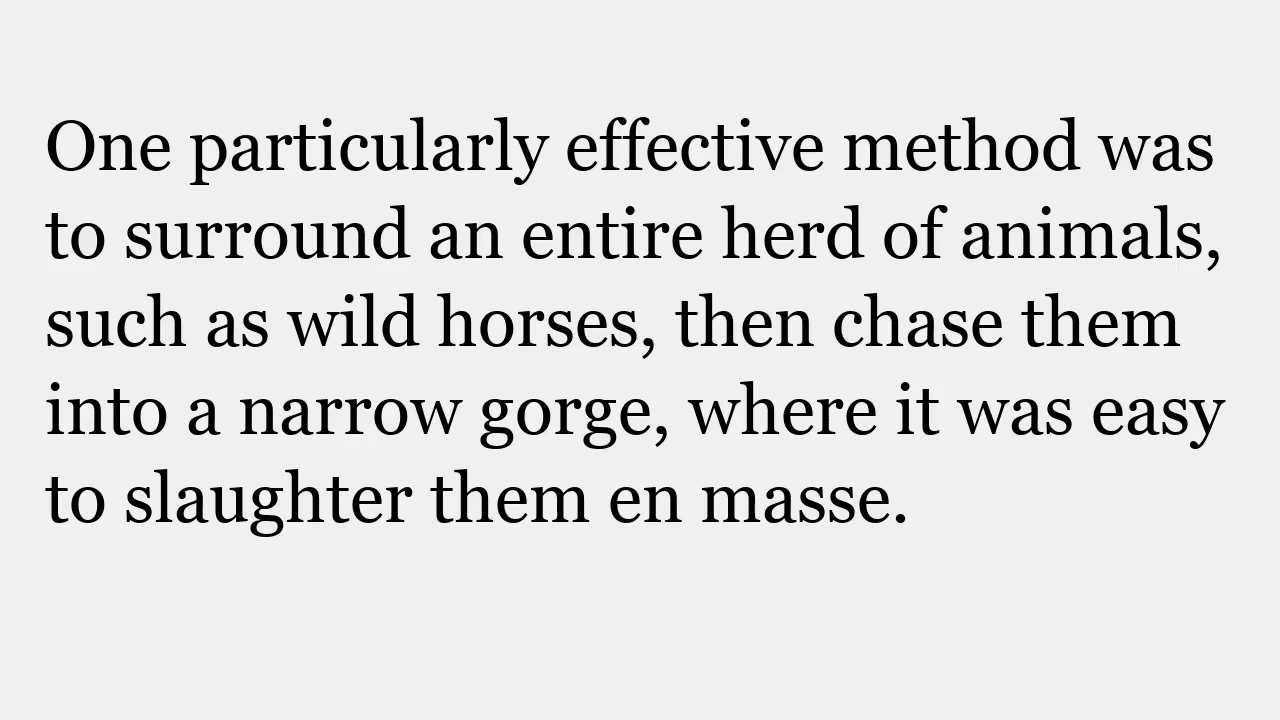 One particularly effective method was
to surround an entire herd of animals,
such as wild horses, then chase them
into a narrow gorge, where it was easy
to slaughter them en masse.